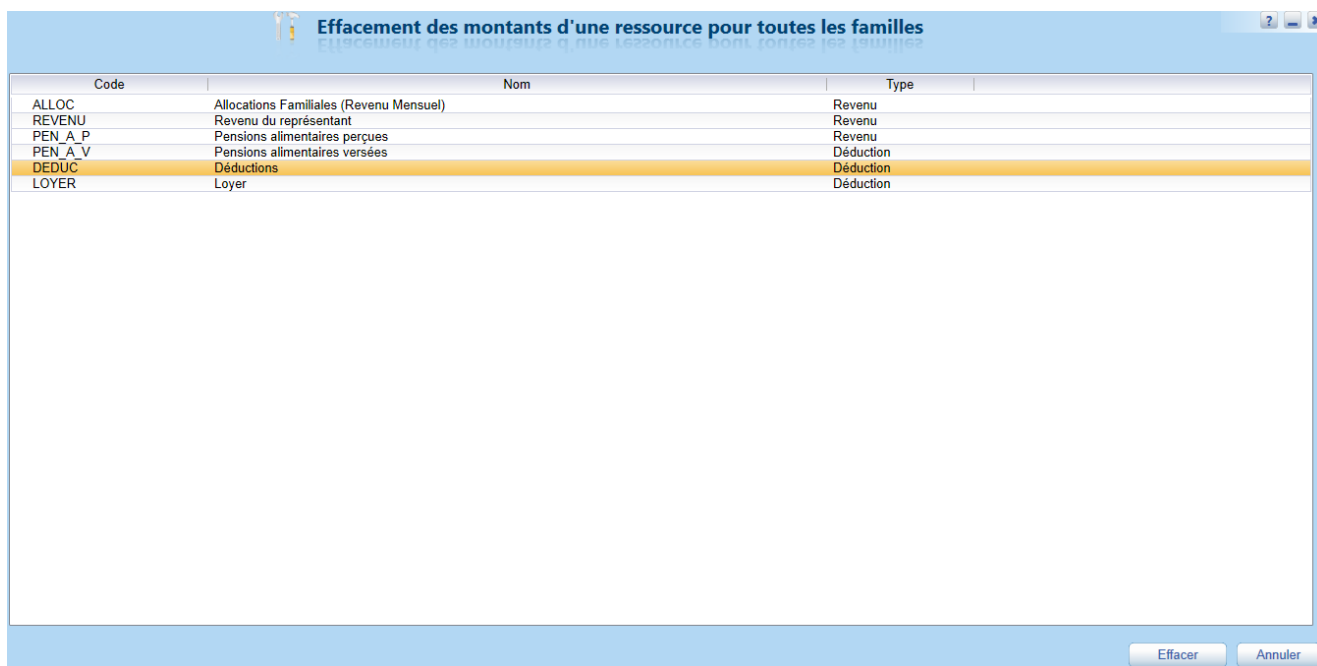 Effacement des montants d'une ressource pour toutes les familles
?
Code Nom Type
ALLOC Allocations Familiales (Revenu Mensuel) Revenu
REVENU Revenu du représentant Revenu
PEN_A_P Pensions alimentaires perçues Revenu
PEN_A_V Pensions alimentaires versées Déduction
DEDUC Déductions Déduction
LOYER Loyer Déduction
Effacer Annuler